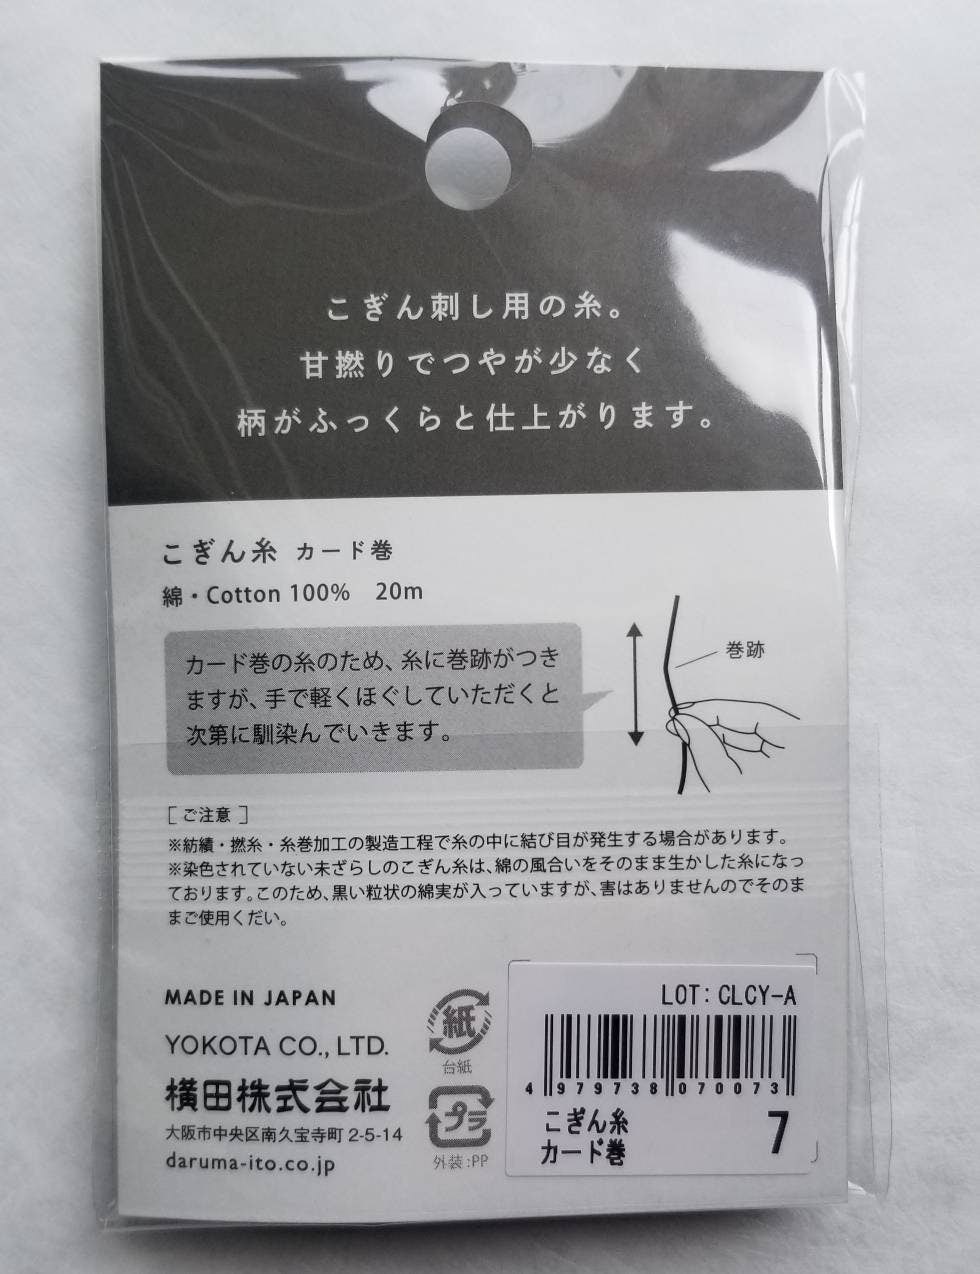 こぎん刺し用の糸。
甘撚りでつやが少なく
柄がふっくらと仕上がります。
こぎん糸 カード巻
綿・Cotton 100% 20m
カード巻の糸のため、糸に巻跡がつき
ますが、手で軽くほぐしていただくと
次第に馴染んでいきます。
巻跡
［ご注意］
※紡績・撚糸・糸巻加工の製造工程で糸の中に結び目が発生する場合があります。
※染色されていない未ざらしのこぎん糸は、綿の風合いをそのまま生かした糸になっ
ております。このため、黒い粒状の綿実が入っていますが、害はありませんのでそのま
まご使用ください。
MADE IN JAPAN
YOKOTA CO., LTD.
横田株式会社
大阪市中央区南久宝寺町 2-5-14
daruma-ito.co.jp
紙
台紙
プラ
外装:PP
LOT: CLCY-A
4 979738 070073
こぎん糸
カード巻
7